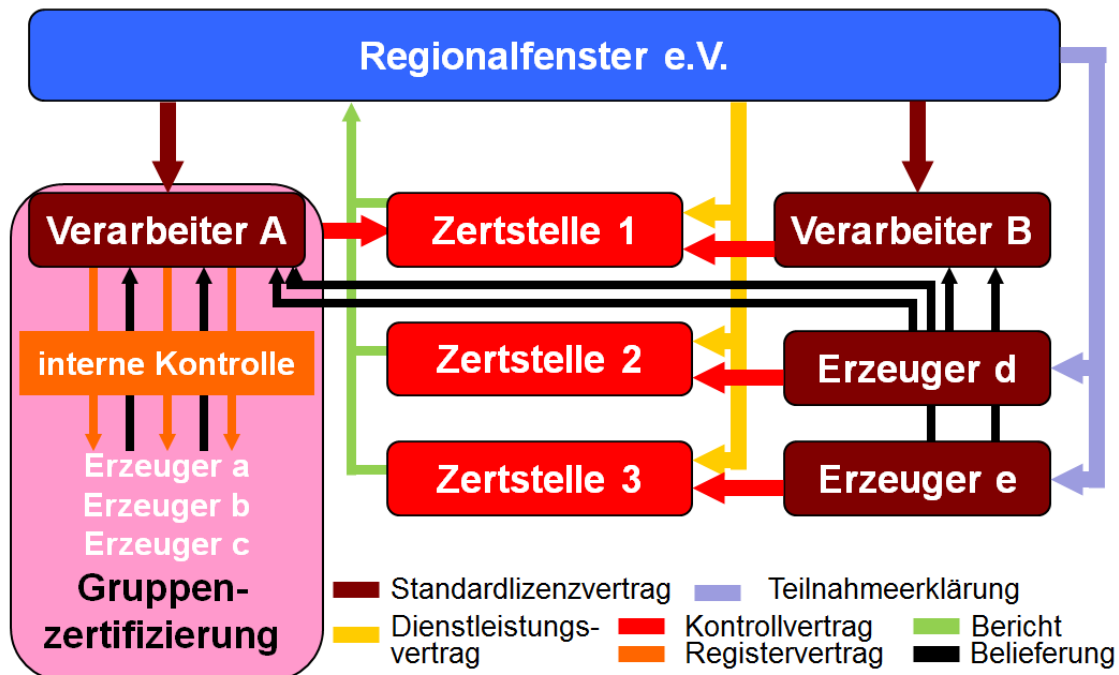 Regionalfenster e.V.
Verarbeiter A
Zertstelle 1
Verarbeiter B
interne Kontrolle
Zertstelle 2
Erzeuger d
Erzeuger a
Erzeuger b
Erzeuger c
Zertstelle 3
Erzeuger e
Gruppen-
zertifizierung
Standardlizenzvertrag
Teilnahmeerklärung
Dienstleistungs-
vertrag
Kontrollvertrag
Bericht
Registervertrag
Belieferung